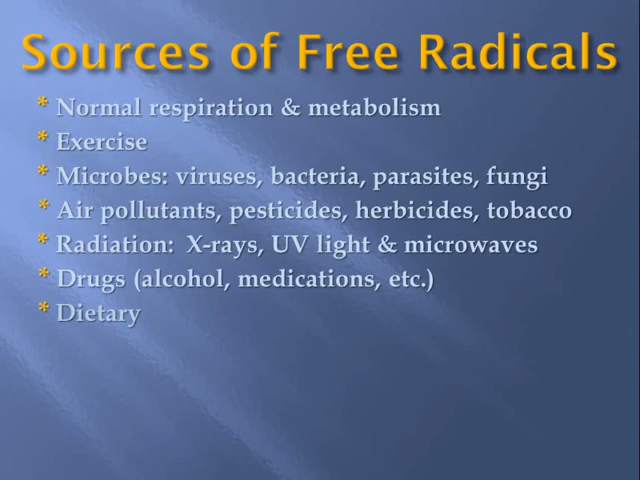 Sources of Free Radicals
* Normal respiration & metabolism
* Exercise
* Microbes: viruses, bacteria, parasites, fungi
* Air pollutants, pesticides, herbicides, tobacco
* Radiation: X-rays, UV light & microwaves
* Drugs (alcohol, medications, etc.)
* Dietary